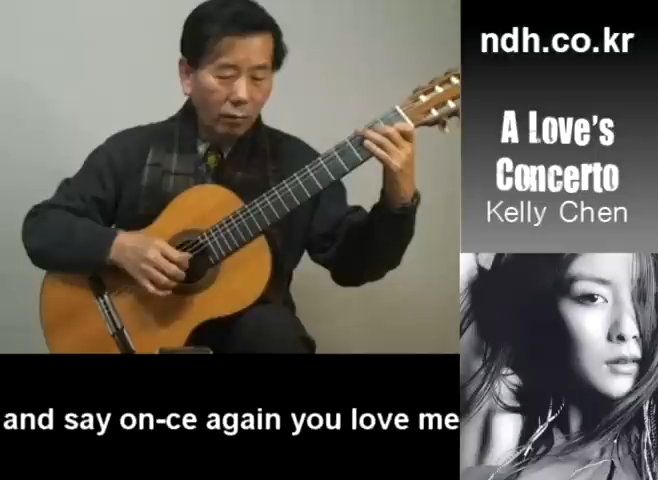 ndh.co.kr
A Love's
Concerto
Kelly Chen
and say on-ce again you love me